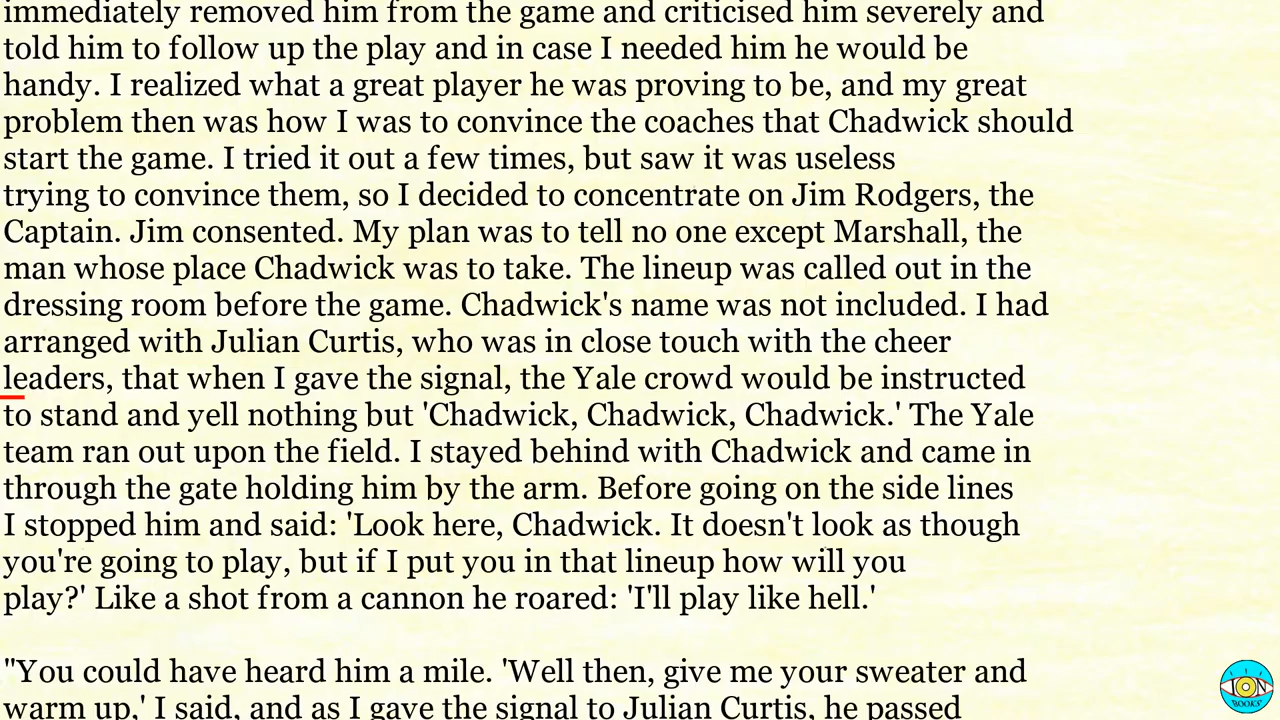 immediately removed him from the game and criticised him severely and
told him to follow up the play and in case I needed him he would be
handy. I realized what a great player he was proving to be, and my great
problem then was how I was to convince the coaches that Chadwick should
start the game. I tried it out a few times, but saw it was useless
trying to convince them, so I decided to concentrate on Jim Rodgers, the
Captain. Jim consented. My plan was to tell no one except Marshall, the
man whose place Chadwick was to take. The lineup was called out in the
dressing room before the game. Chadwick's name was not included. I had
arranged with Julian Curtis, who was in close touch with the cheer
leaders, that when I gave the signal, the Yale crowd would be instructed
to stand and yell nothing but 'Chadwick, Chadwick, Chadwick.' The Yale
team ran out upon the field. I stayed behind with Chadwick and came in
through the gate holding him by the arm. Before going on the side lines
I stopped him and said: 'Look here, Chadwick. It doesn't look as though
you're going to play, but if I put you in that lineup how will you
play?' Like a shot from a cannon he roared: 'I'll play like hell.'
"You could have heard him a mile. 'Well then, give me your sweater and
warm up,' I said, and as I gave the signal to Julian Curtis, he passed
ION
BOOKS